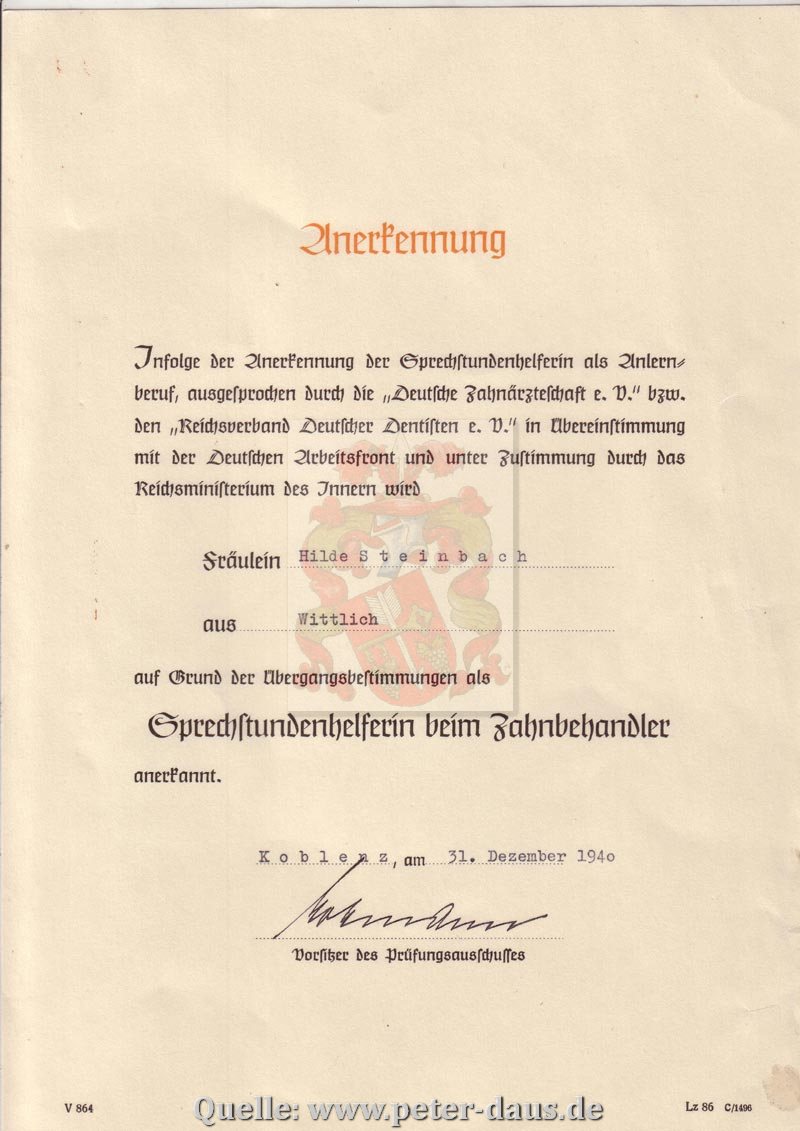 Anerkennung
Infolge der Anerkennung der Sprechstundenhelferin als Anlern-
beruf, ausgesprochen durch die „Deutsche Zahnärzteschaft e. V." bzw.
den „Reichsverband Deutscher Dentisten e. V." in Übereinstimmung
mit der Deutschen Arbeitsfront und unter Zustimmung durch das
Reichsministerium des Innern wird
Fräulein Hilde S t e i n b a c h
aus Wittlich
auf Grund der Übergangsbestimmungen als
Sprechstundenhelferin beim Zahnbehandler
anerkannt.
K o b l e n z, am 31. Dezember 1940
Vorsitzer des Prüfungsausschusses
V 864
Quelle: www.peter-daus.de
Lz 86 C/1496